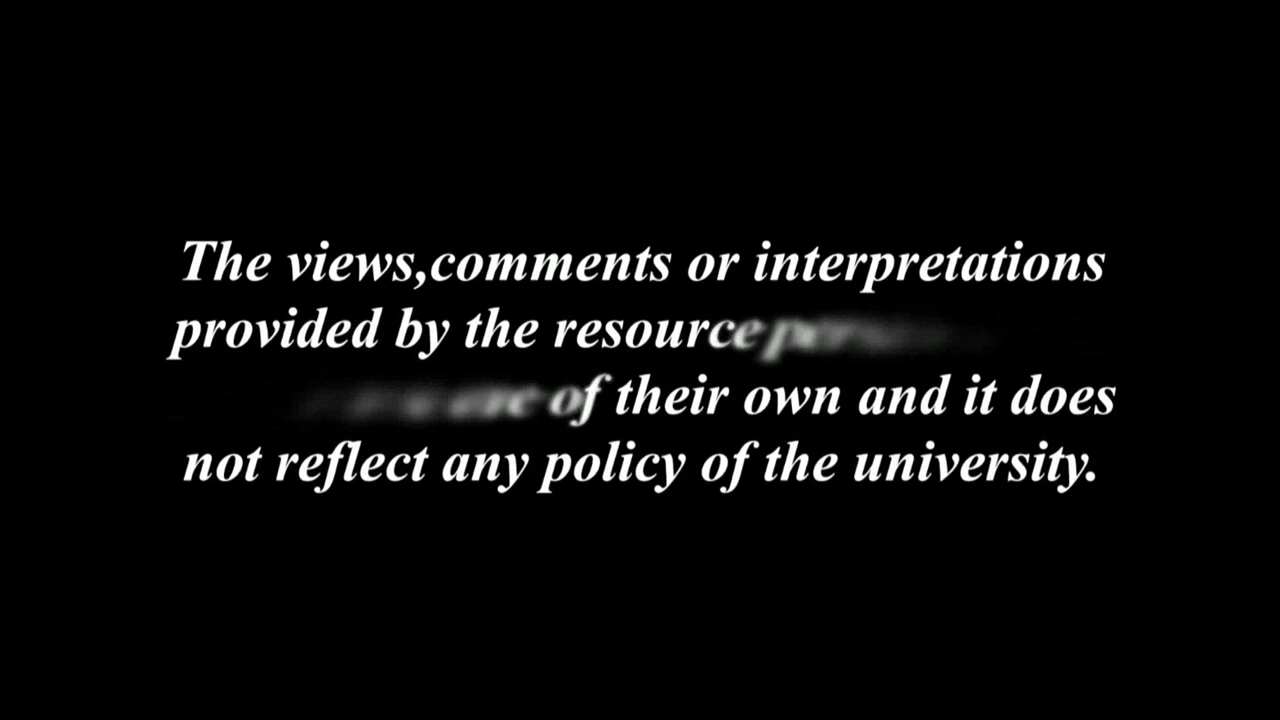 The views,comments or interpretations
provided by the resource
of their own and it does
not reflect any policy of the university.